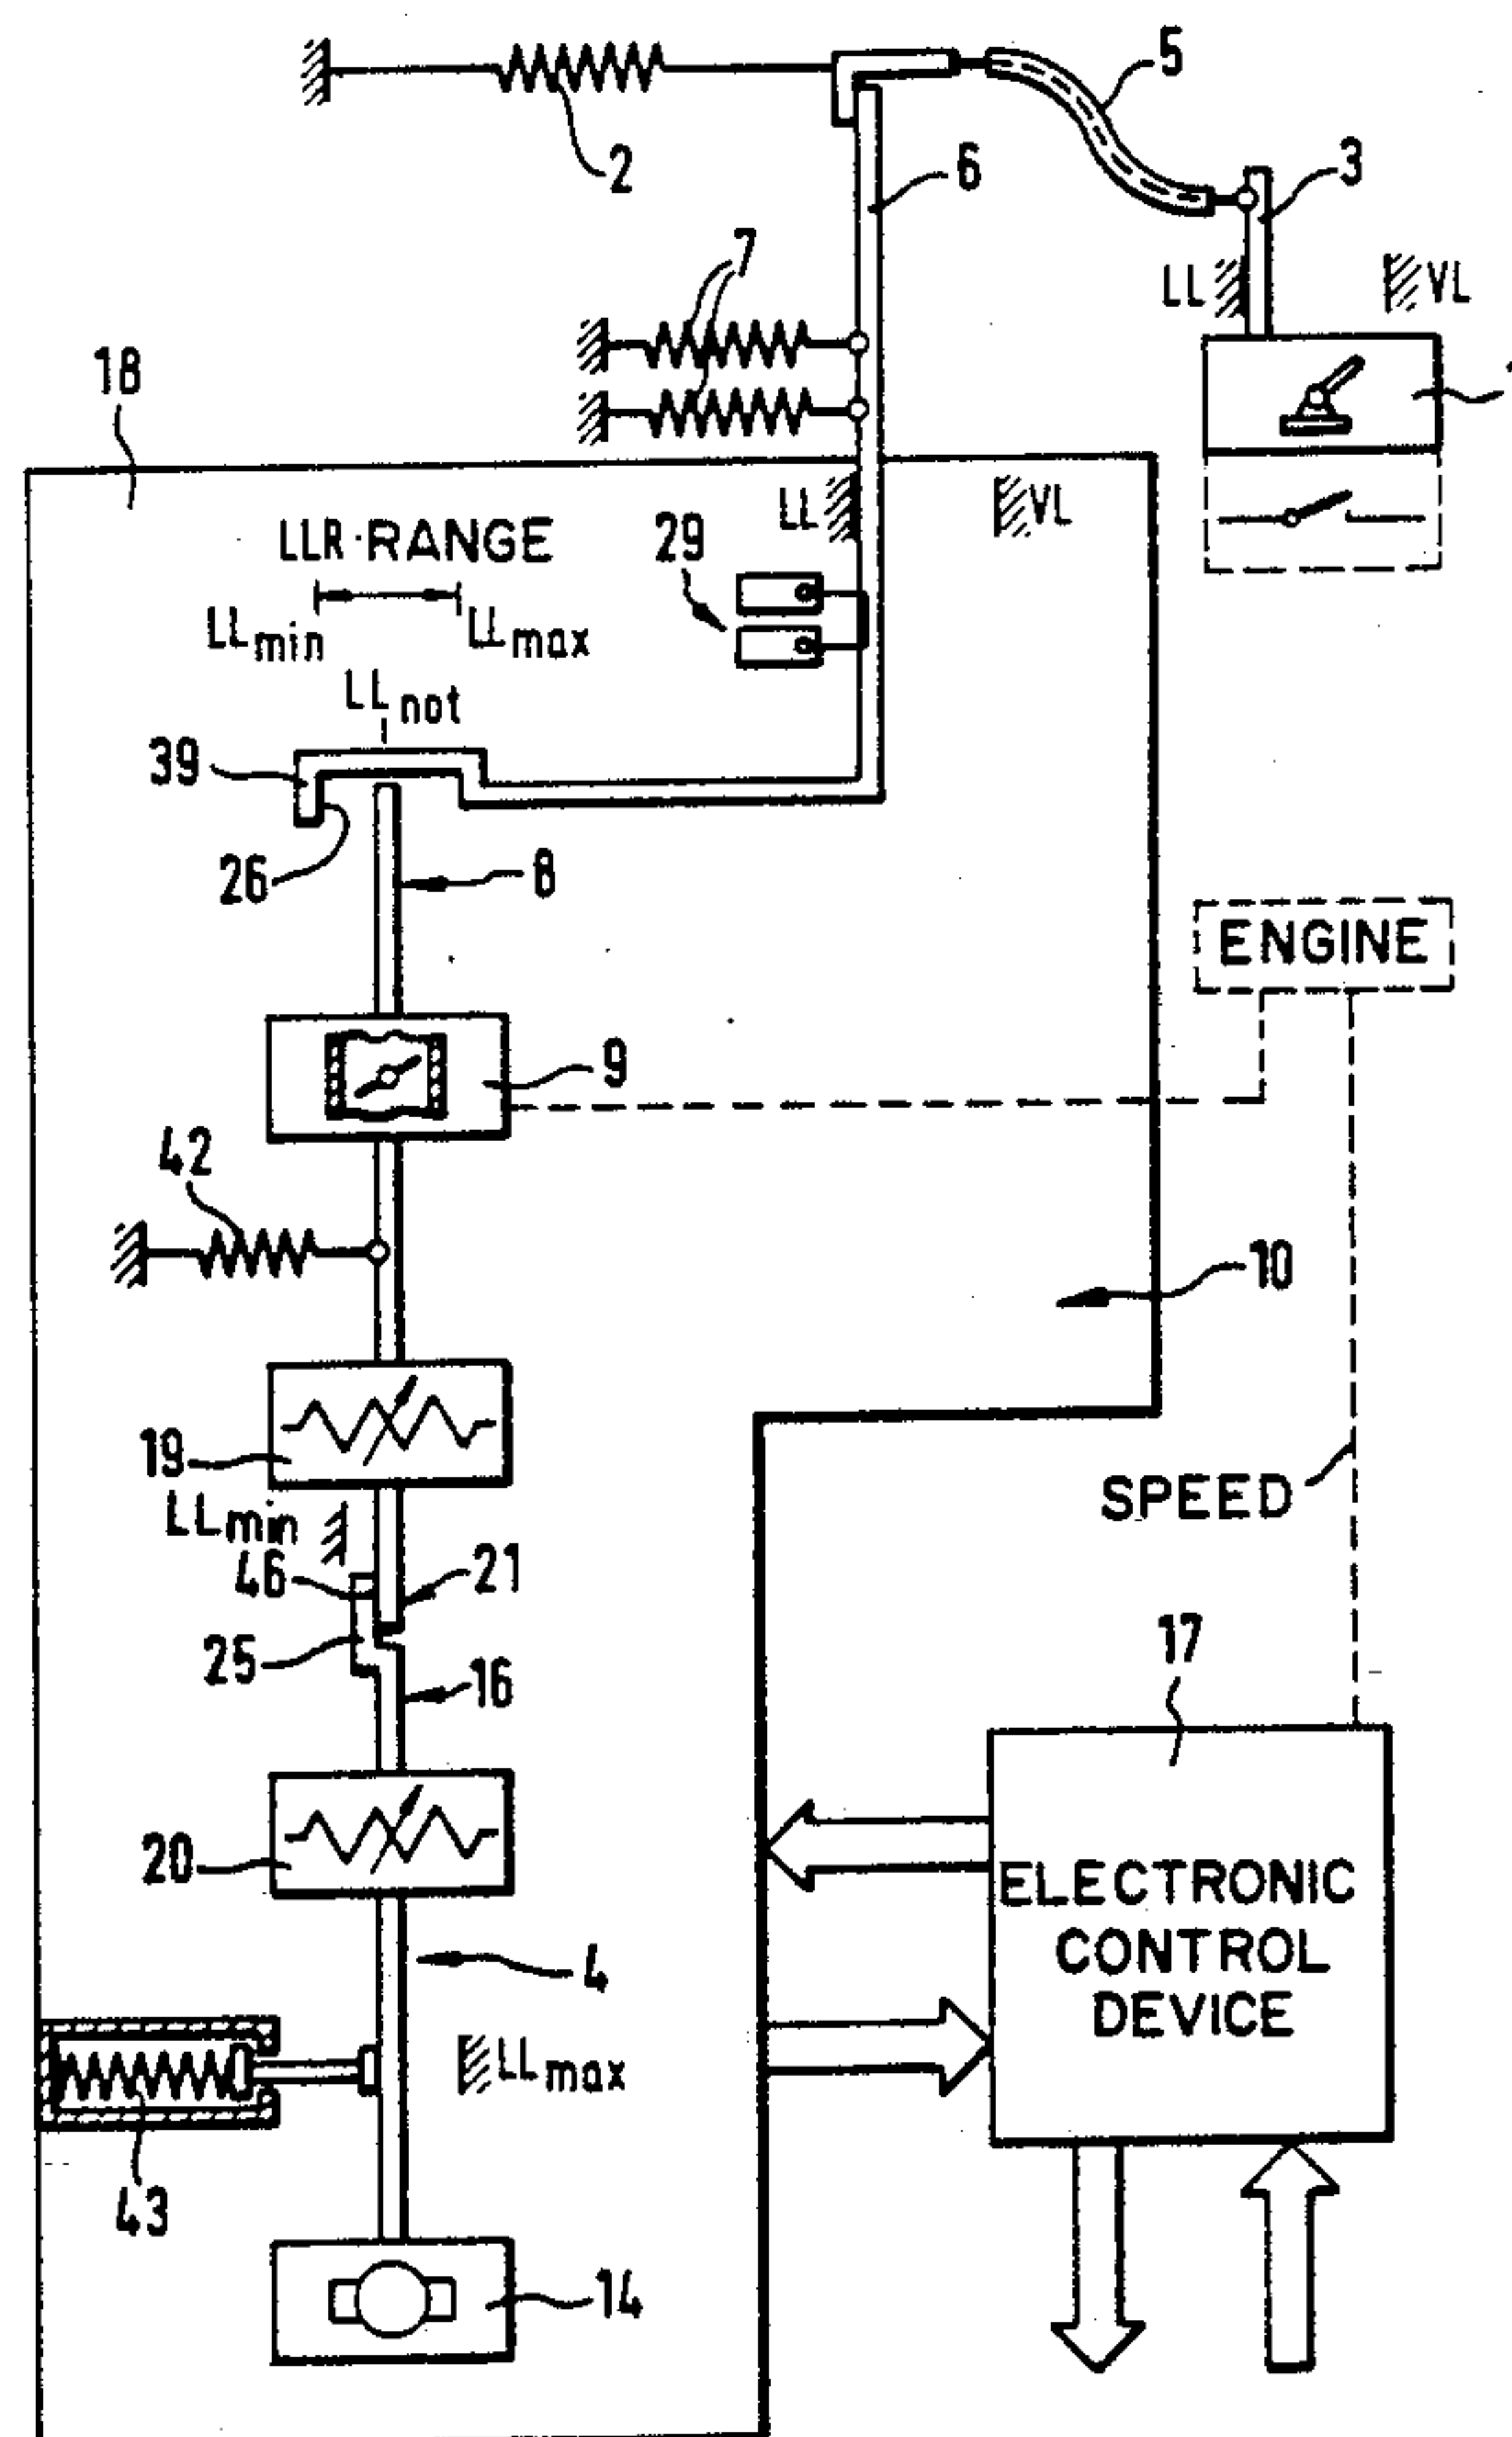 5
2
6
3
7
LL
VL
18
LL
VL
LLR-RANGE
29
LLmin
LLmax
LLnot
39
26
8
ENGINE
9
42
10
19
SPEED
LLmin
46
21
25
17
16
20
ELECTRONIC
CONTROL
DEVICE
4
LLmax
43
14